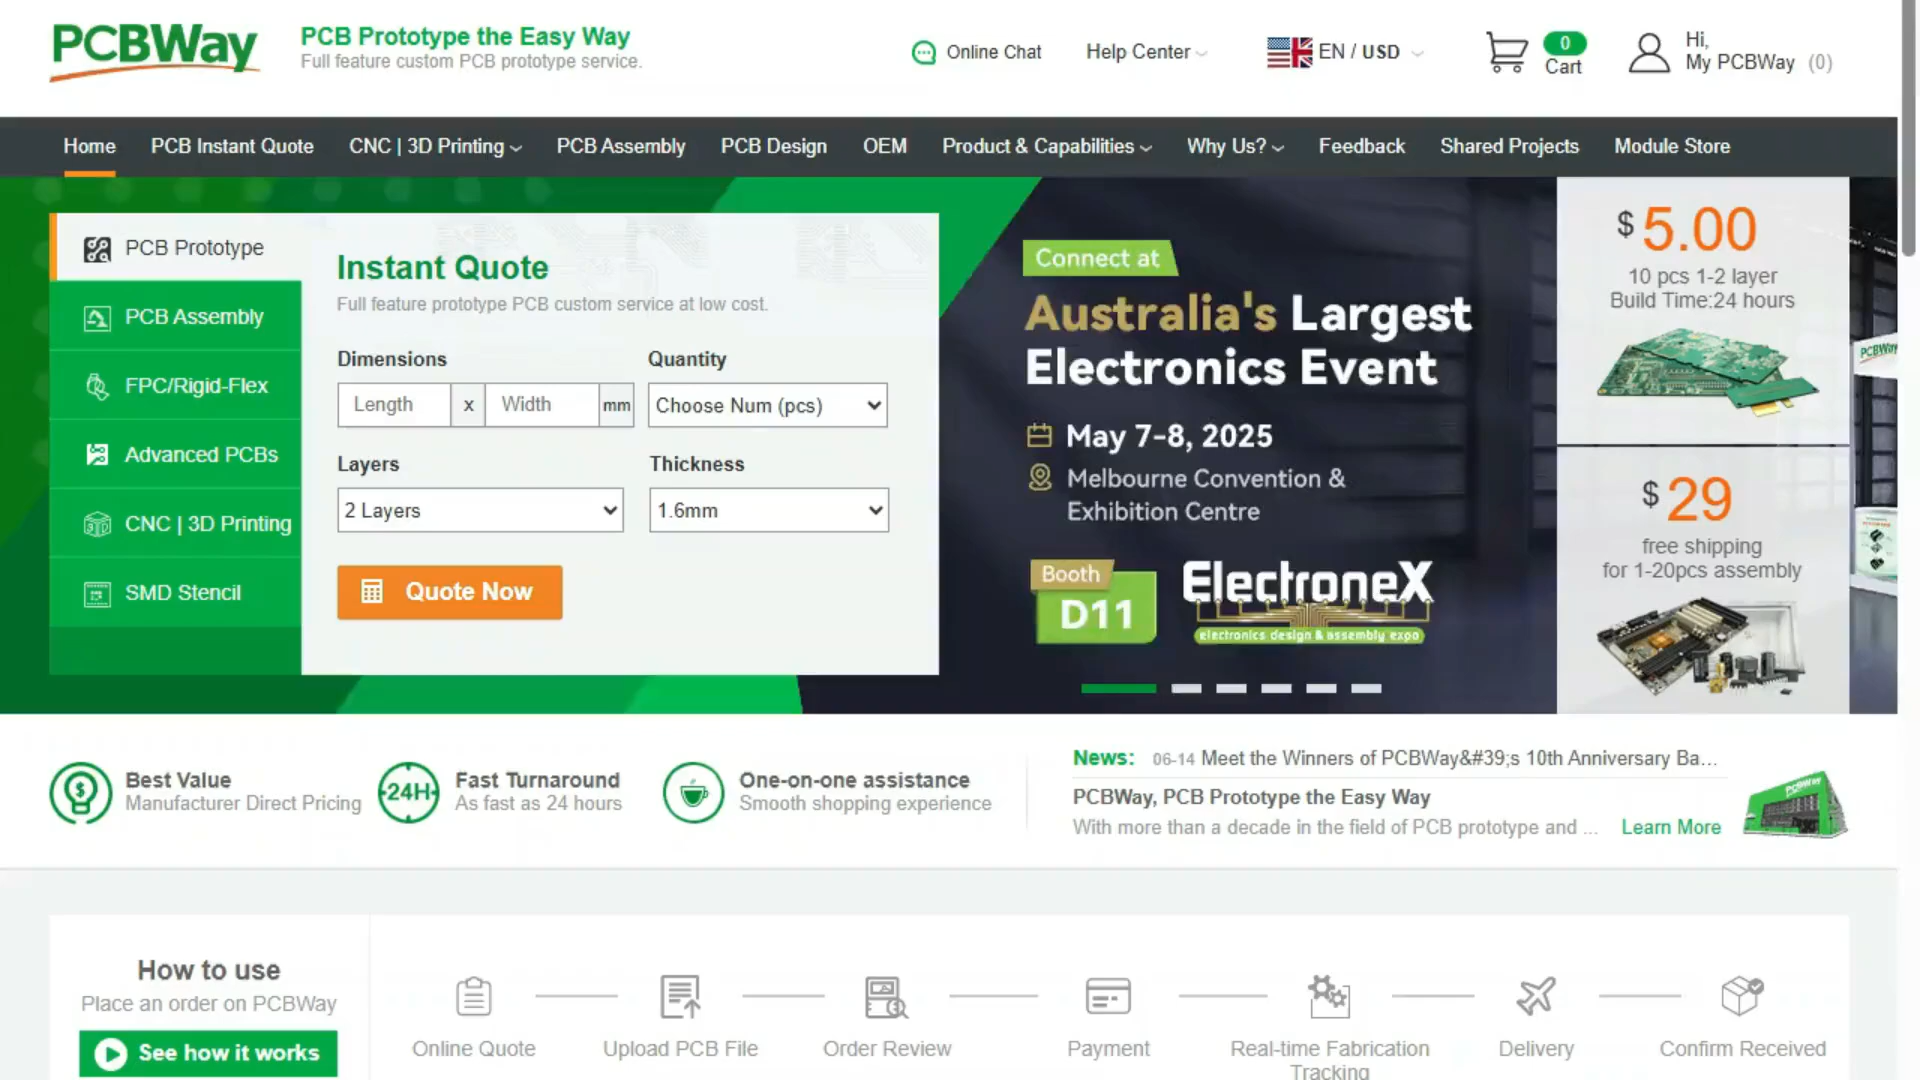 PCBWay
PCB Prototype the Easy Way
Full feature custom PCB prototype service.
Online Chat
Help Center
EN / USD
0
Cart
Hi,
My PCBWay (0)
Home
PCB Instant Quote
CNC | 3D Printing
PCB Assembly
PCB Design
OEM
Product & Capabilities
Why Us?
Feedback
Shared Projects
Module Store
PCB Prototype
PCB Assembly
FPC/Rigid-Flex
Advanced PCBs
CNC | 3D Printing
SMD Stencil
Instant Quote
Full feature prototype PCB custom service at low cost.
Dimensions
Quantity
Length x Width mm
Choose Num (pcs)
Layers
Thickness
2 Layers
1.6mm
Quote Now
Connect at
Australia's Largest
Electronics Event
May 7-8, 2025
Melbourne Convention &
Exhibition Centre
Booth
D11
ElectroneX
electronics design & assembly expo
$ 5.00
10 pcs 1-2 layer
Build Time:24 hours
$ 29
free shipping
for 1-20pcs assembly
PCBWay
Best Value
Manufacturer Direct Pricing
24H
Fast Turnaround
As fast as 24 hours
One-on-one assistance
Smooth shopping experience
News: 06-14 Meet the Winners of PCBWay&#39;s 10th Anniversary Ba...
PCBWay, PCB Prototype the Easy Way
With more than a decade in the field of PCB prototype and ... Learn More
PCBWay
How to use
Place an order on PCBWay
See how it works
Online Quote
Upload PCB File
Order Review
Payment
Real-time Fabrication
Tracking
Delivery
Confirm Received